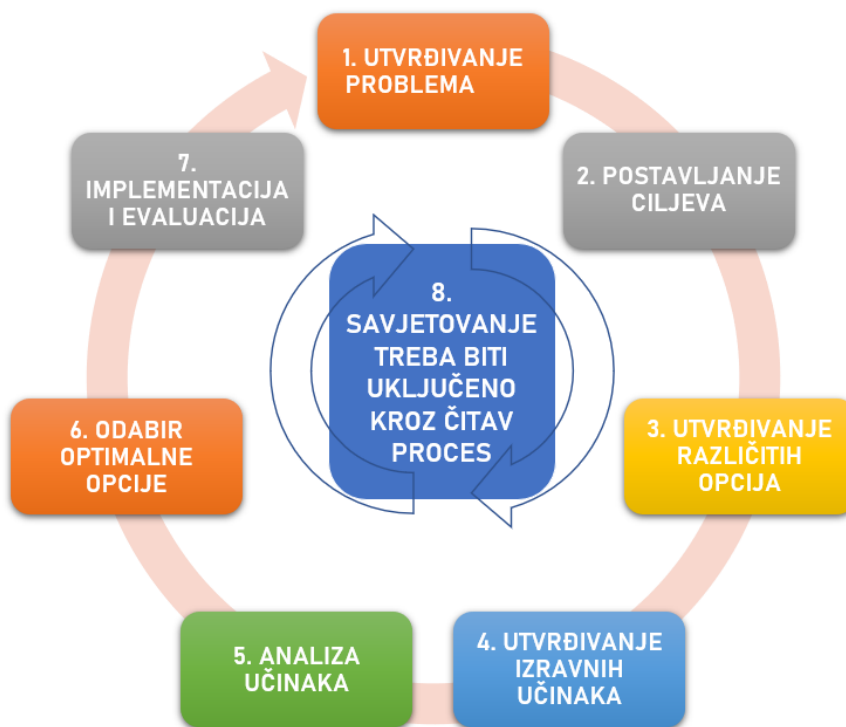 1. UTVRĐIVANJE
PROBLEMA
2. POSTAVLJANJE
CILJEVA
3. UTVRĐIVANJE
RAZLIČITIH
OPCIJA
4. UTVRĐIVANJE
IZRAVNIH
UČINAKA
5. ANALIZA
UČINAKA
6. ODABIR
OPTIMALNE
OPCIJE
7.
IMPLEMENTACIJA
I EVALUACIJA
8.
SAVJETOVANJE
TREBA BITI
UKLJUČENO
KROZ ČITAV
PROCES